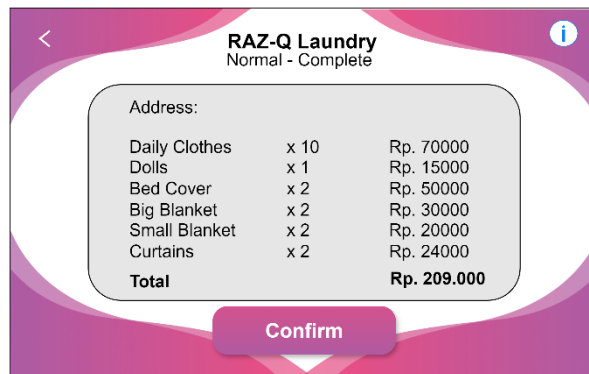 <
i
RAZ-Q Laundry
Normal - Complete
Address:
Daily Clothes x 10 Rp. 70000
Dolls x 1 Rp. 15000
Bed Cover x 2 Rp. 50000
Big Blanket x 2 Rp. 30000
Small Blanket x 2 Rp. 20000
Curtains x 2 Rp. 24000
Total Rp. 209.000
Confirm